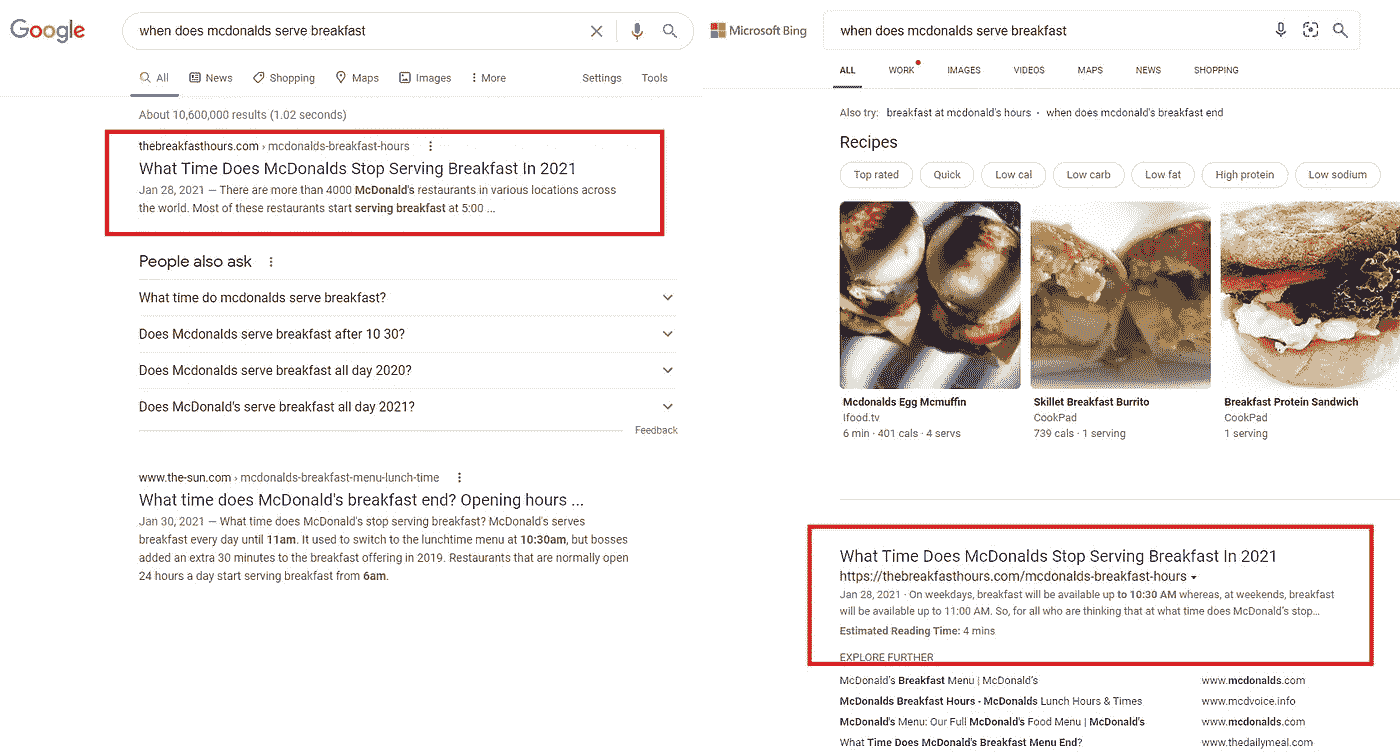 Google
when does mcdonalds serve breakfast
All
News
Shopping
Maps
Images
More
Settings
Tools
About 10,600,000 results (1.02 seconds)
thebreakfasthours.com › mcdonalds-breakfast-hours
What Time Does McDonalds Stop Serving Breakfast In 2021
Jan 28, 2021 — There are more than 4000 McDonald's restaurants in various locations across
the world. Most of these restaurants start serving breakfast at 5:00 ...
People also ask
What time do mcdonalds serve breakfast?
Does Mcdonalds serve breakfast after 10 30?
Does Mcdonalds serve breakfast all day 2020?
Does McDonald's serve breakfast all day 2021?
Feedback
www.the-sun.com › mcdonalds-breakfast-menu-lunch-time
What time does McDonald's breakfast end? Opening hours ...
Jan 30, 2021 — What time does McDonald's stop serving breakfast? McDonald's serves
breakfast every day until 11am. It used to switch to the lunchtime menu at 10:30am, but bosses
added an extra 30 minutes to the breakfast offering in 2019. Restaurants that are normally open
24 hours a day start serving breakfast from 6am.
Microsoft Bing
when does mcdonalds serve breakfast
ALL
WORK
IMAGES
VIDEOS
MAPS
NEWS
SHOPPING
Also try: breakfast at mcdonald's hours · when does mcdonald's breakfast end
Recipes
Top rated
Quick
Low cal
Low carb
Low fat
High protein
Low sodium
Mcdonalds Egg Mcmuffin
Ifood.tv
6 min · 401 cals · 4 servs
Skillet Breakfast Burrito
CookPad
739 cals · 1 serving
Breakfast Protein Sandwich
CookPad
1 serving
What Time Does McDonalds Stop Serving Breakfast In 2021
https://thebreakfasthours.com/mcdonalds-breakfast-hours
Jan 28, 2021 · On weekdays, breakfast will be available up to 10:30 AM whereas, at weekends, breakfast
will be available up to 11:00 AM. So, for all who are thinking that at what time does McDonald's stop...
Estimated Reading Time: 4 mins
EXPLORE FURTHER
McDonald's Breakfast Menu | McDonald's www.mcdonalds.com
McDonalds Breakfast Hours - McDonalds Lunch Hours & Times www.mcdvoice.info
McDonald's Menu: Our Full McDonald's Food Menu | McDonald's www.mcdonalds.com
What Time Does McDonald's Breakfast Menu End? www.thedailymeal.com